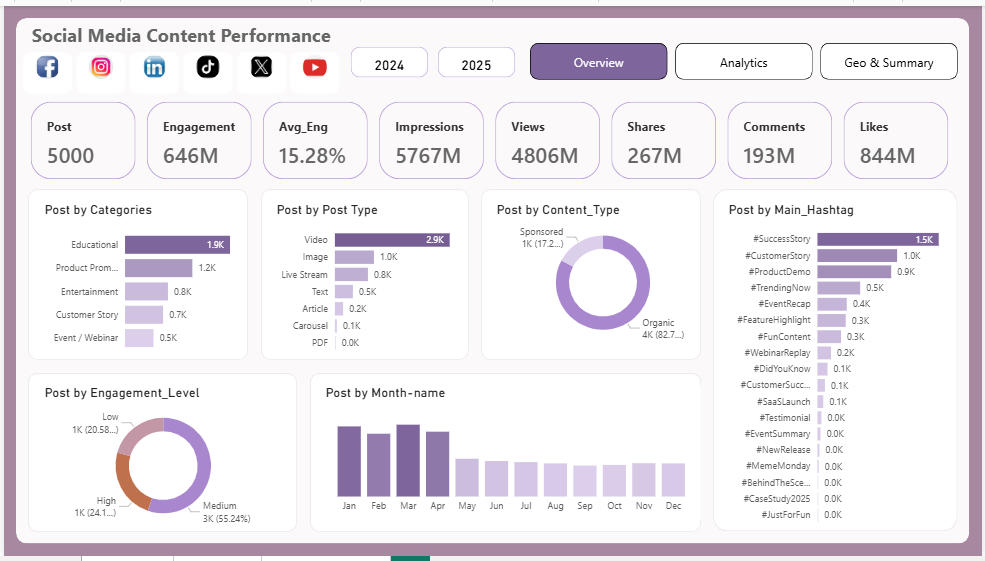 Social Media Content Performance
2024
2025
Overview
Analytics
Geo & Summary
Post
5000
Engagement
646M
Avg_Eng
15.28%
Impressions
5767M
Views
4806M
Shares
267M
Comments
193M
Likes
844M
Post by Categories
Educational 1.9K
Product Prom... 1.2K
Entertainment 0.8K
Customer Story 0.7K
Event / Webinar 0.5K
Post by Post Type
Video 2.9K
Image 1.0K
Live Stream 0.8K
Text 0.5K
Article 0.2K
Carousel 0.1K
PDF 0.0K
Post by Content_Type
Sponsored
1K (17.2...)
Organic
4K (82.7...)
Post by Main_Hashtag
#SuccessStory 1.5K
#CustomerStory 1.0K
#ProductDemo 0.9K
#TrendingNow 0.5K
#EventRecap 0.4K
#FeatureHighlight 0.3K
#FunContent 0.3K
#WebinarReplay 0.2K
#DidYouKnow 0.1K
#CustomerSucc... 0.1K
#SaaSLaunch 0.1K
#Testimonial 0.0K
#EventSummary 0.0K
#NewRelease 0.0K
#MemeMonday 0.0K
#BehindTheSce... 0.0K
#CaseStudy2025 0.0K
#JustForFun 0.0K
Post by Engagement_Level
Low
1K (20.58...)
High
1K (24.1...)
Medium
3K (55.24%)
Post by Month-name
Jan Feb Mar Apr May Jun Jul Aug Sep Oct Nov Dec